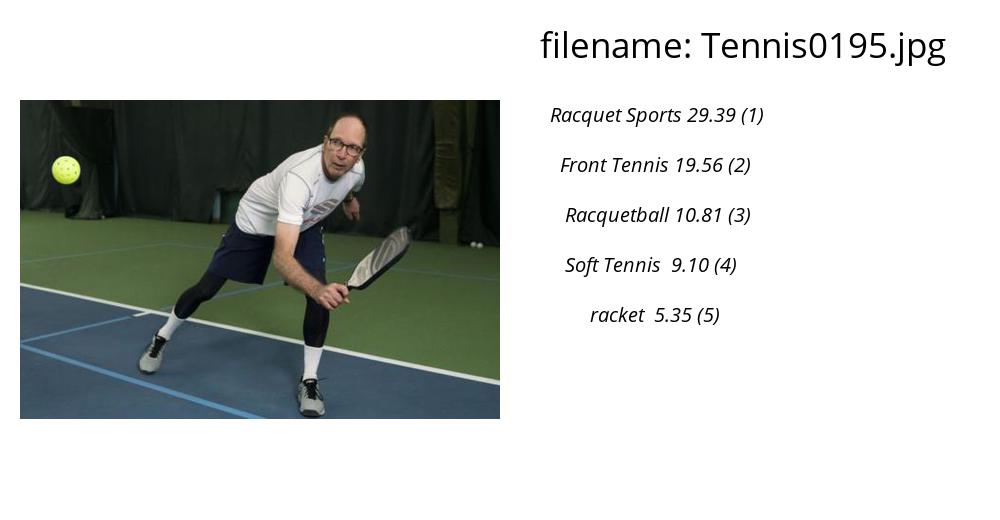 filename: Tennis0195.jpg
Racquet Sports 29.39 (1)
Front Tennis 19.56 (2)
Racquetball 10.81 (3)
Soft Tennis 9.10 (4)
racket 5.35 (5)